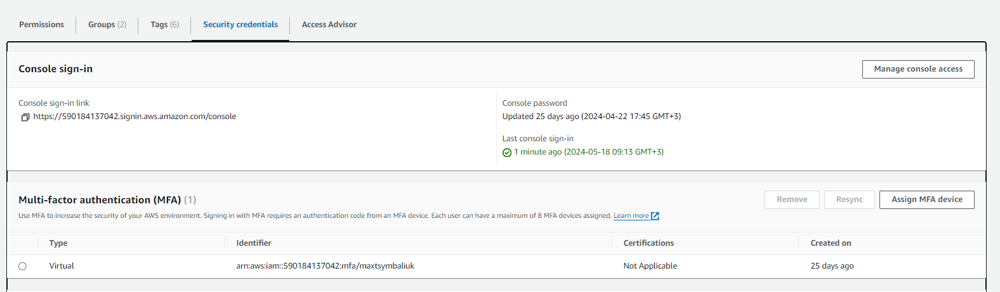 Permissions Groups (2) Tags (6) Security credentials Access Advisor
Console sign-in
Manage console access
Console sign-in link
https://590184137042.signin.aws.amazon.com/console
Console password
Updated 25 days ago (2024-04-22 17:45 GMT+3)
Last console sign-in
1 minute ago (2024-05-18 09:13 GMT+3)
Multi-factor authentication (MFA) (1)
Remove Resync Assign MFA device
Use MFA to increase the security of your AWS environment. Signing in with MFA requires an authentication code from an MFA device. Each user can have a maximum of 8 MFA devices assigned. Learn more
Type Identifier Certifications Created on
Virtual arn:aws:iam::590184137042:mfa/maxtsymbaliuk Not Applicable 25 days ago